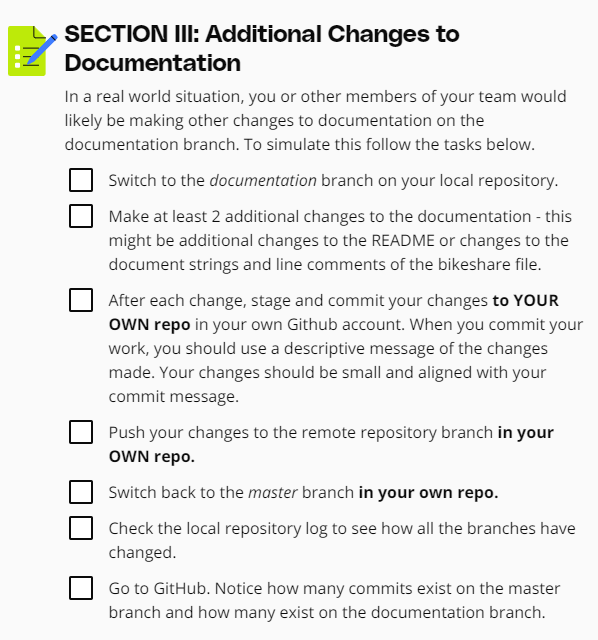 SECTION III: Additional Changes to
Documentation
In a real world situation, you or other members of your team would
likely be making other changes to documentation on the
documentation branch. To simulate this follow the tasks below.
Switch to the documentation branch on your local repository.
Make at least 2 additional changes to the documentation - this
might be additional changes to the README or changes to the
document strings and line comments of the bikeshare file.
After each change, stage and commit your changes to YOUR
OWN repo in your own Github account. When you commit your
work, you should use a descriptive message of the changes
made. Your changes should be small and aligned with your
commit message.
Push your changes to the remote repository branch in your
OWN repo.
Switch back to the master branch in your own repo.
Check the local repository log to see how all the branches have
changed.
Go to GitHub. Notice how many commits exist on the master
branch and how many exist on the documentation branch.